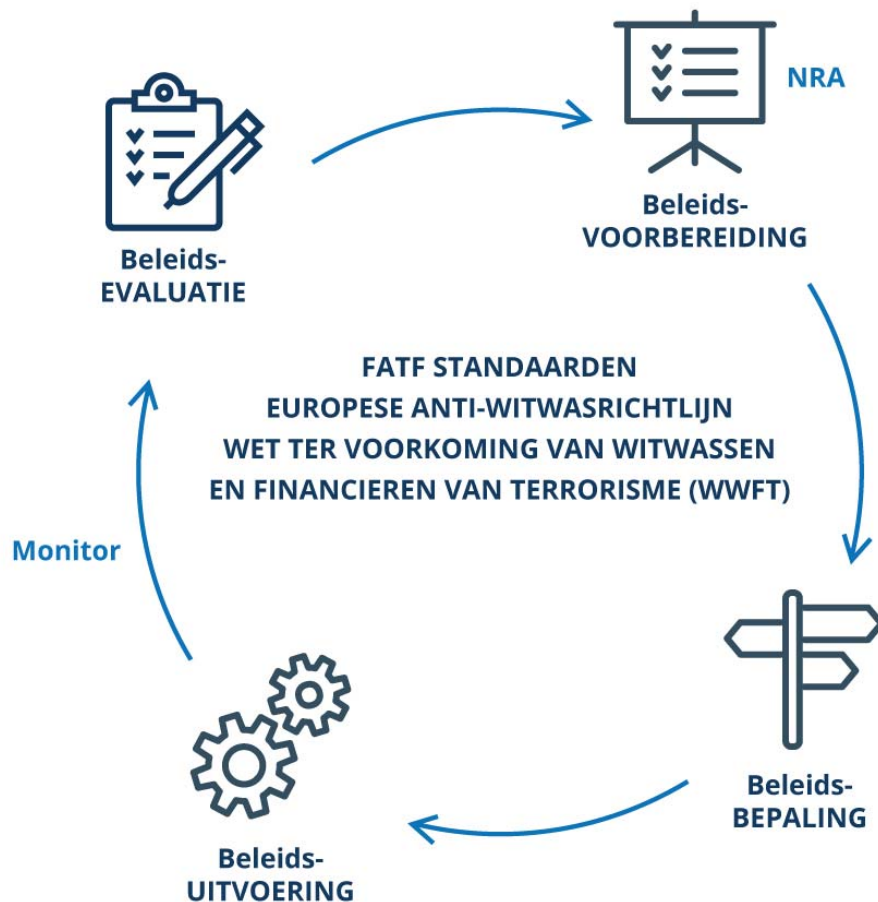 NRA
Beleids-
VOORBEREIDING
Beleids-
EVALUATIE
FATF STANDAARDEN
EUROPESE ANTI-WITWASRICHTLIJN
WET TER VOORKOMING VAN WITWASSEN
EN FINANCIEREN VAN TERRORISME (WWFT)
Monitor
Beleids-
BEPALING
Beleids-
UITVOERING